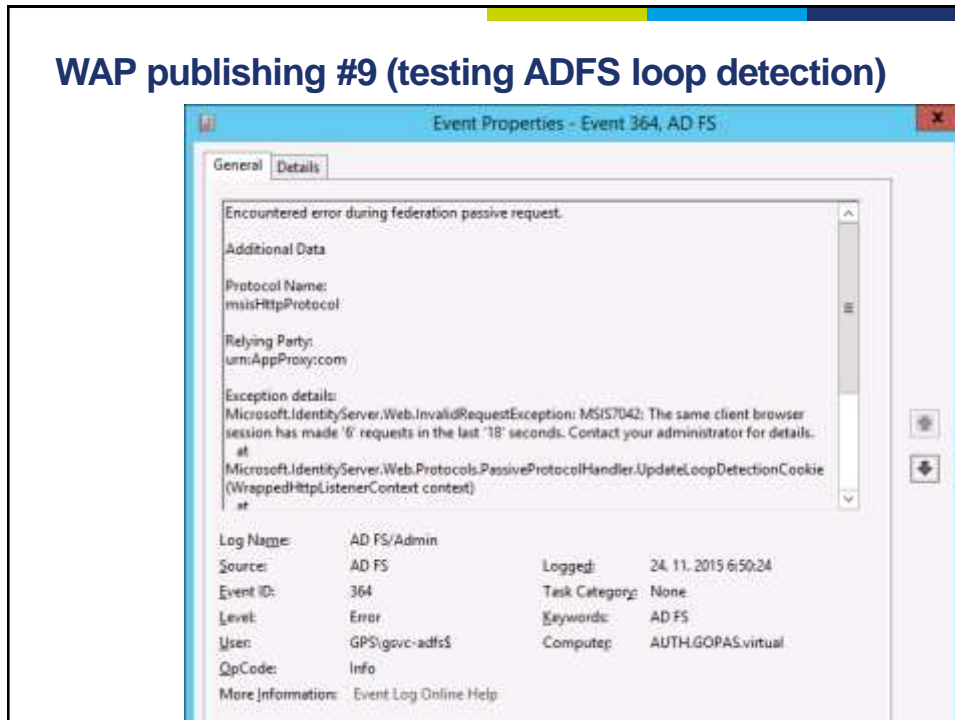 WAP publishing #9 (testing ADFS loop detection)
Event Properties - Event 364, AD FS
x
General Details
Encountered error during federation passive request.
Additional Data
Protocol Name:
msisHttpProtocol
Relying Party:
urn:AppProxy:com
Exception details:
Microsoft.IdentityServer.Web.InvalidRequestException: MSIS7042: The same client browser
session has made '6' requests in the last '18' seconds. Contact your administrator for details.
at
Microsoft.IdentityServer.Web.Protocols.PassiveProtocolHandler.UpdateLoopDetectionCookie
(WrappedHttpListenerContext context)
at
Log Name: AD FS/Admin
Source: AD FS Logged: 24. 11. 2015 6:50:24
Event ID: 364 Task Category: None
Level: Error Keywords: AD FS
User: GPS\gsvc-adfs$ Computer: AUTH.GOPAS.virtual
OpCode: Info
More Information: Event Log Online Help